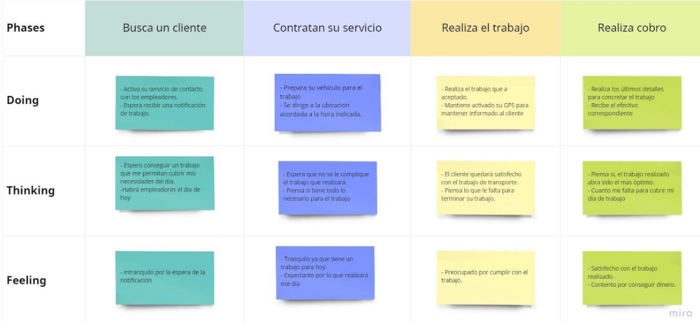 Phases
Busca un cliente
Contratan su servicio
Realiza el trabajo
Realiza cobro
Doing
- Activa su servicio de contacto
con los empleadores.
- Espera recibir una notificación
de trabajo.
- Prepara su vehículo para el
trabajo
- Se dirige a la ubicación
acordada a la hora indicada.
- Realiza el trabajo que a
aceptado.
- Mantiene activado su GPS para
mantener informado al cliente
- Realiza los últimos detalles
para concretar el trabajo
- Recibe el efectivo
correspondiente
Thinking
- Espero conseguir un trabajo
que me permitan cubrir mis
necesidades del día.
-Habrá empleadores el día de
hoy
- Espera que no se le complique
el trabajo que realizará.
- Piensa si tiene todo lo
necesario para el trabajo
- El cliente quedará satisfecho
con el trabajo de transporte.
- Piensa lo que le falta para
terminar su trabajo.
- Piensa si, el trabajo realizado
abra sido el más óptimo.
- Cuanto me falta para cubrir mi
día de trabajo
Feeling
- intranquilo por la espera de la
notificación
- Tranquilo ya que tiene un
trabajo para hoy.
- Expectante por lo que realizará
ese día
- Preocupado por cumplir con el
trabajo.
- Satisfecho con el trabajo
realizado.
- Contento por conseguir dinero.
miro